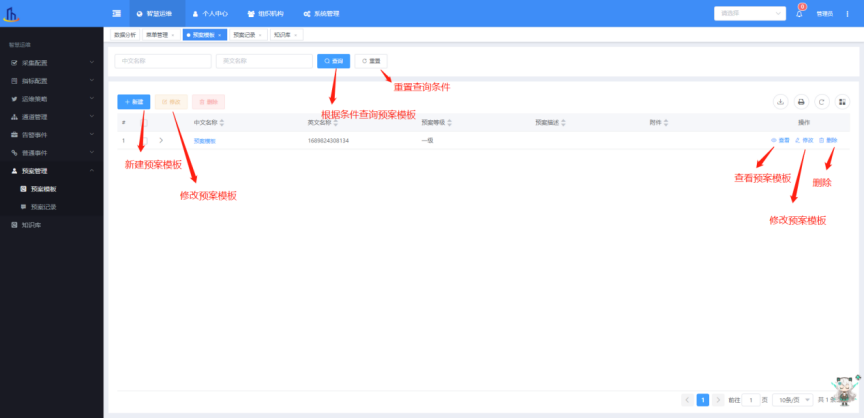 智慧运维 个人中心 组织机构 系统管理 请选择 8 管理员
智慧运维
采集配置
指标配置
运维策略
通道管理
告警事件
普通事件
预案管理
预案模板
预案记录
知识库
数据分析 菜单管理 × 预案模板 × 预案记录 × 知识库 ×
中文名称 英文名称 查询 重置
重置查询条件
根据条件查询预案模板
+ 新建 修改 删除
# 中文名称 英文名称 预案等级 预案描述 附件 操作
1 预案模板 1689824308134 一级 查看 修改 删除
新建预案模板
修改预案模板
查看预案模板
删除
修改预案模板
1 前往 1 页 10条/页 共 1